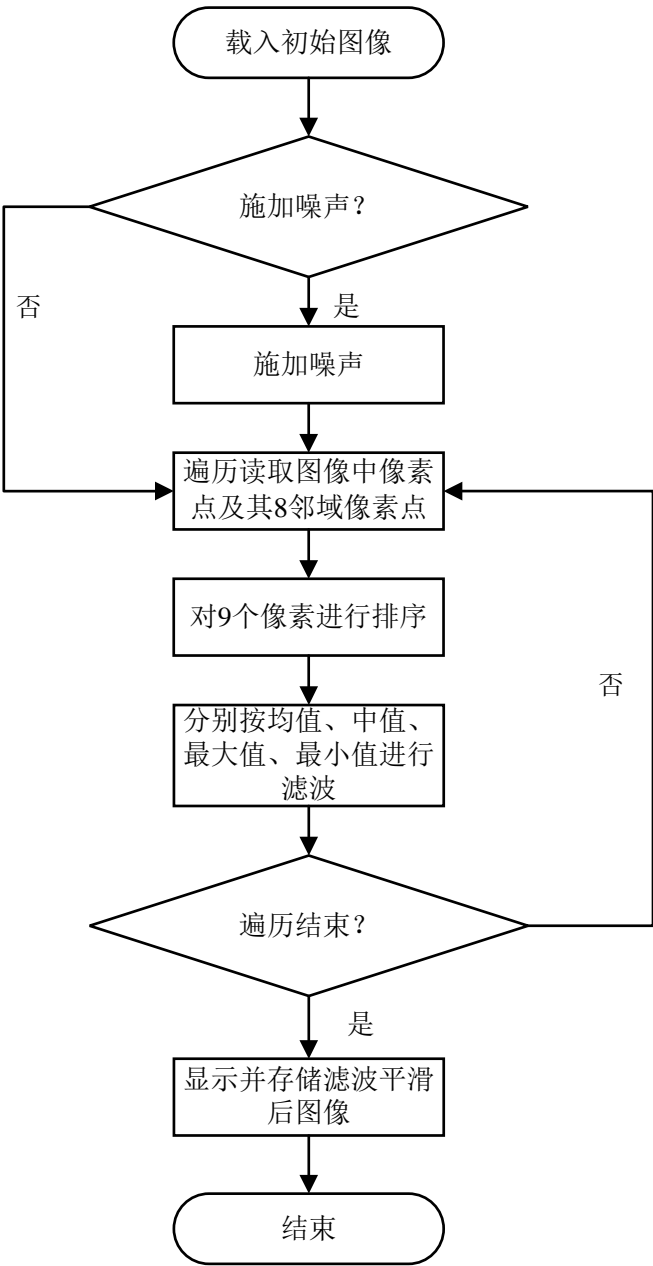 载入初始图像
施加噪声？
否
是
施加噪声
遍历读取图像中像素
点及其8邻域像素点
对9个像素进行排序
否
分别按均值、中值、
最大值、最小值进行
滤波
遍历结束？
是
显示并存储滤波平滑
后图像
结束